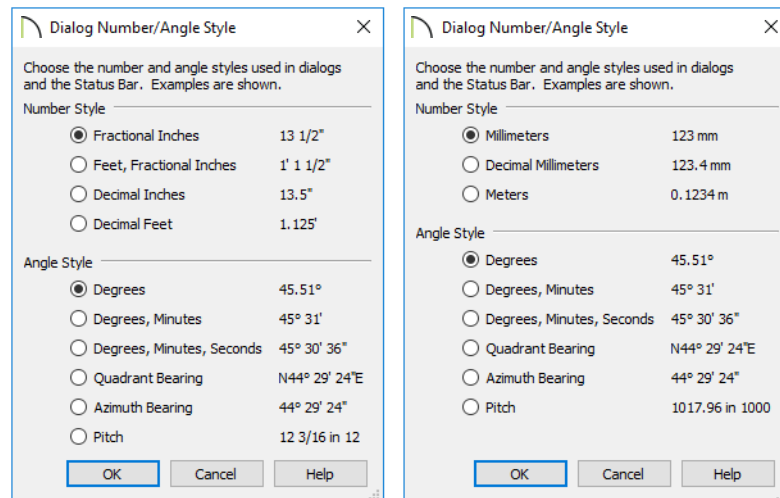 Dialog Number/Angle Style
Choose the number and angle styles used in dialogs
and the Status Bar.  Examples are shown.
Number Style
Fractional Inches 13 1/2"
Feet, Fractional Inches 1' 1 1/2"
Decimal Inches 13.5"
Decimal Feet 1.125'
Angle Style
Degrees 45.51°
Degrees, Minutes 45° 31'
Degrees, Minutes, Seconds 45° 30' 36"
Quadrant Bearing N44° 29' 24"E
Azimuth Bearing 44° 29' 24"
Pitch 12 3/16 in 12
OK Cancel Help
Dialog Number/Angle Style
Choose the number and angle styles used in dialogs
and the Status Bar.  Examples are shown.
Number Style
Millimeters 123 mm
Decimal Millimeters 123.4 mm
Meters 0.1234 m
Angle Style
Degrees 45.51°
Degrees, Minutes 45° 31'
Degrees, Minutes, Seconds 45° 30' 36"
Quadrant Bearing N44° 29' 24"E
Azimuth Bearing 44° 29' 24"
Pitch 1017.96 in 1000
OK Cancel Help